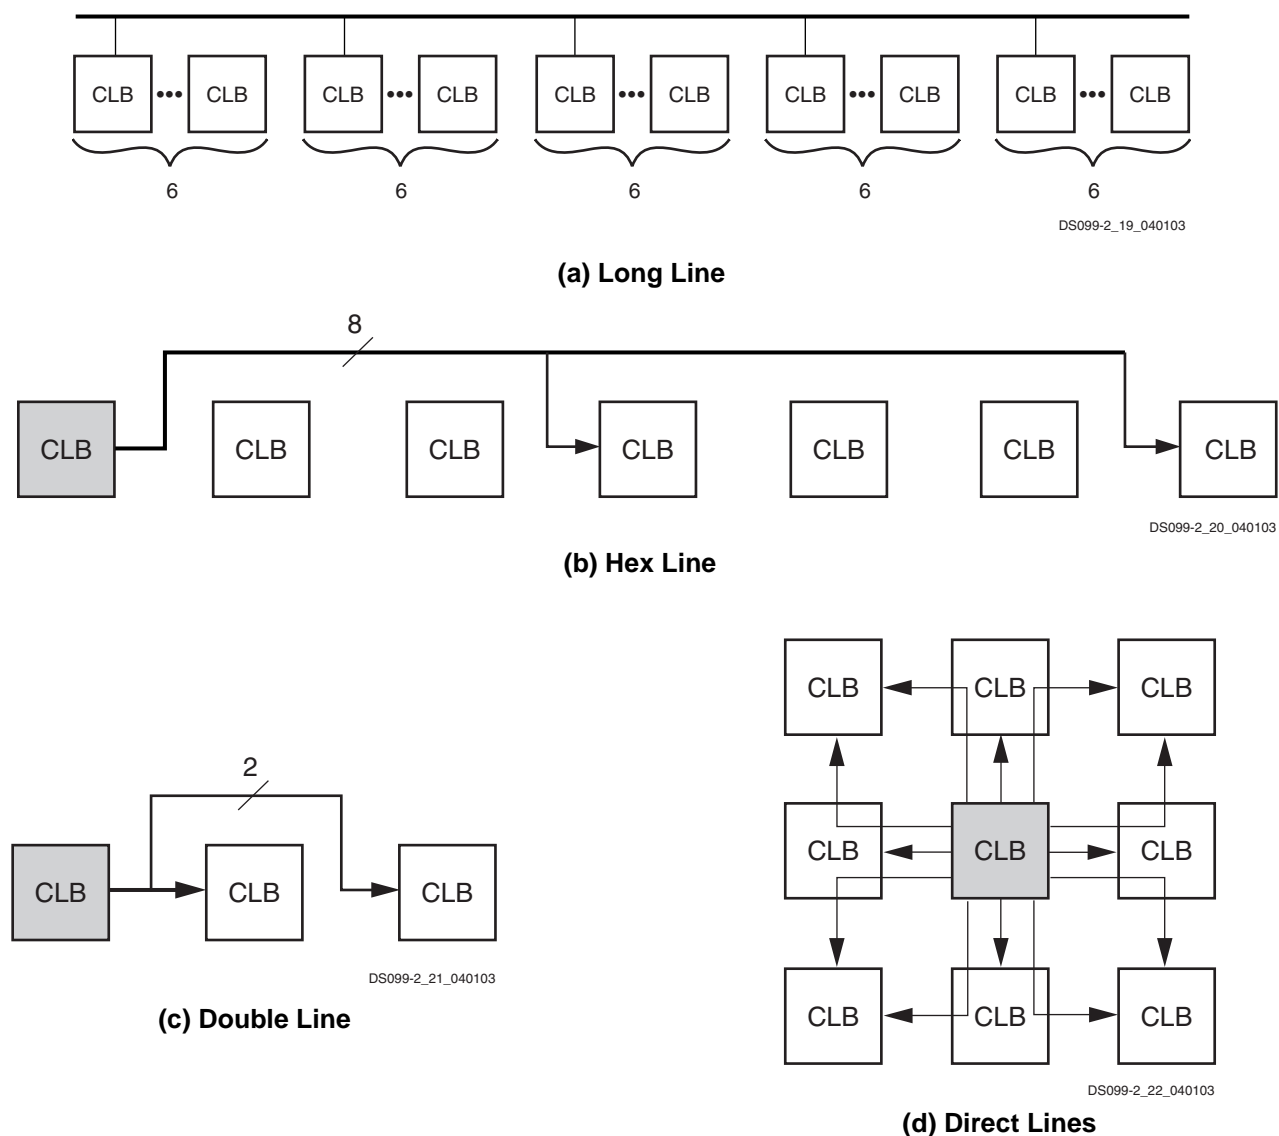 CLB ••• CLB CLB ••• CLB CLB ••• CLB CLB ••• CLB CLB ••• CLB
6 6 6 6 6
DS099-2_19_040103
(a) Long Line
8
CLB CLB CLB CLB CLB CLB CLB
DS099-2_20_040103
(b) Hex Line
2
CLB CLB CLB
DS099-2_21_040103
(c) Double Line
CLB CLB CLB
CLB CLB CLB
CLB CLB CLB
DS099-2_22_040103
(d) Direct Lines